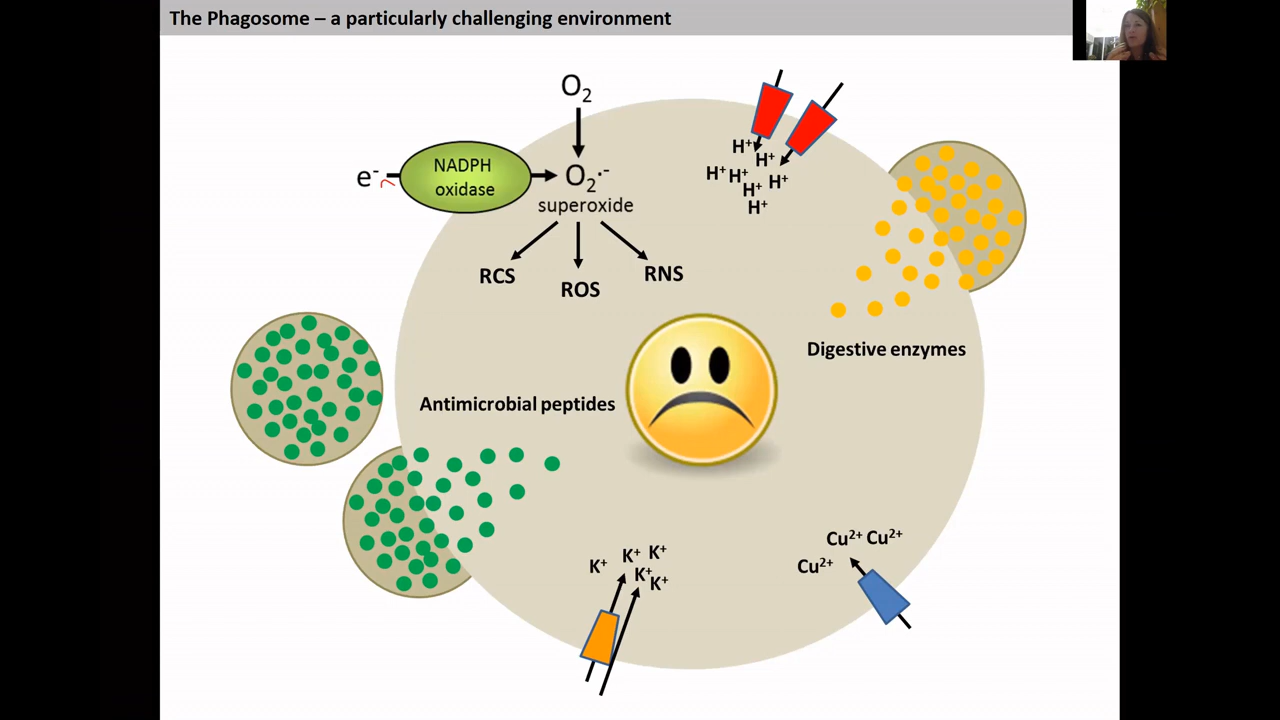 The Phagosome – a particularly challenging environment
O₂
e⁻
NADPH
oxidase
O₂·⁻
superoxide
RCS
ROS
RNS
H⁺
H⁺
H⁺ H⁺
H⁺
H⁺
H⁺
Digestive enzymes
Antimicrobial peptides
K⁺
K⁺ K⁺
K⁺
K⁺
Cu²⁺ Cu²⁺
Cu²⁺